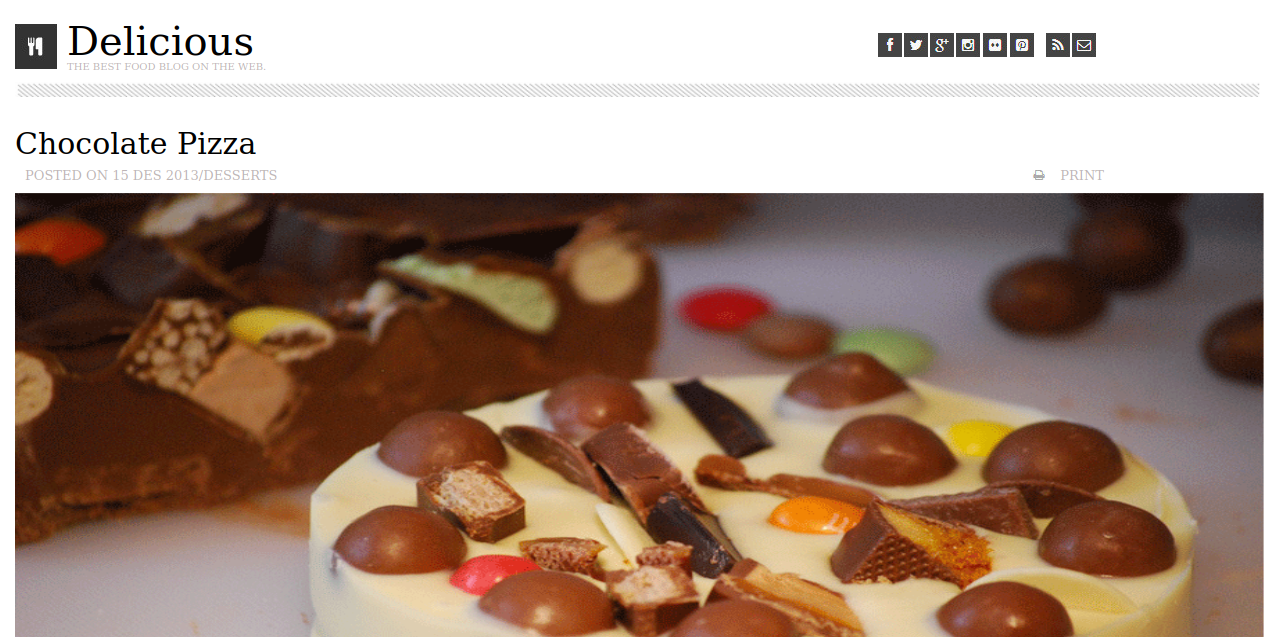 Delicious
THE BEST FOOD BLOG ON THE WEB.
Chocolate Pizza
POSTED ON 15 DES 2013/DESSERTS
PRINT